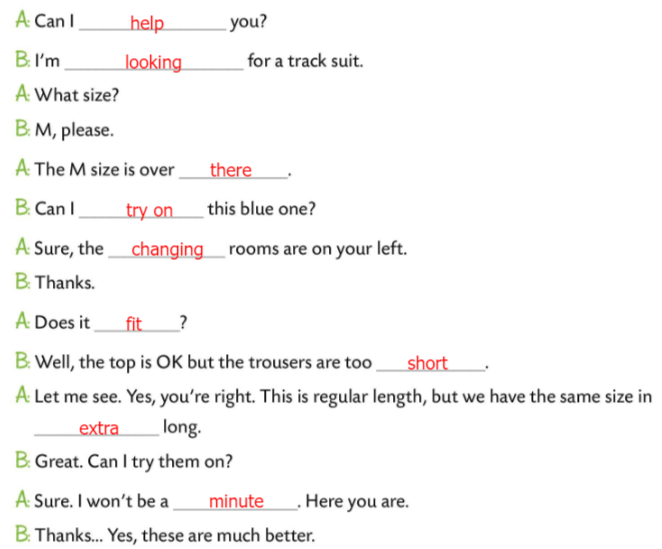 A: Can I help you?
B: I'm looking for a track suit.
A: What size?
B: M, please.
A: The M size is over there.
B: Can I try on this blue one?
A: Sure, the changing rooms are on your left.
B: Thanks.
A: Does it fit?
B: Well, the top is OK but the trousers are too short.
A: Let me see. Yes, you're right. This is regular length, but we have the same size in
extra long.
B: Great. Can I try them on?
A: Sure. I won't be a minute. Here you are.
B: Thanks... Yes, these are much better.